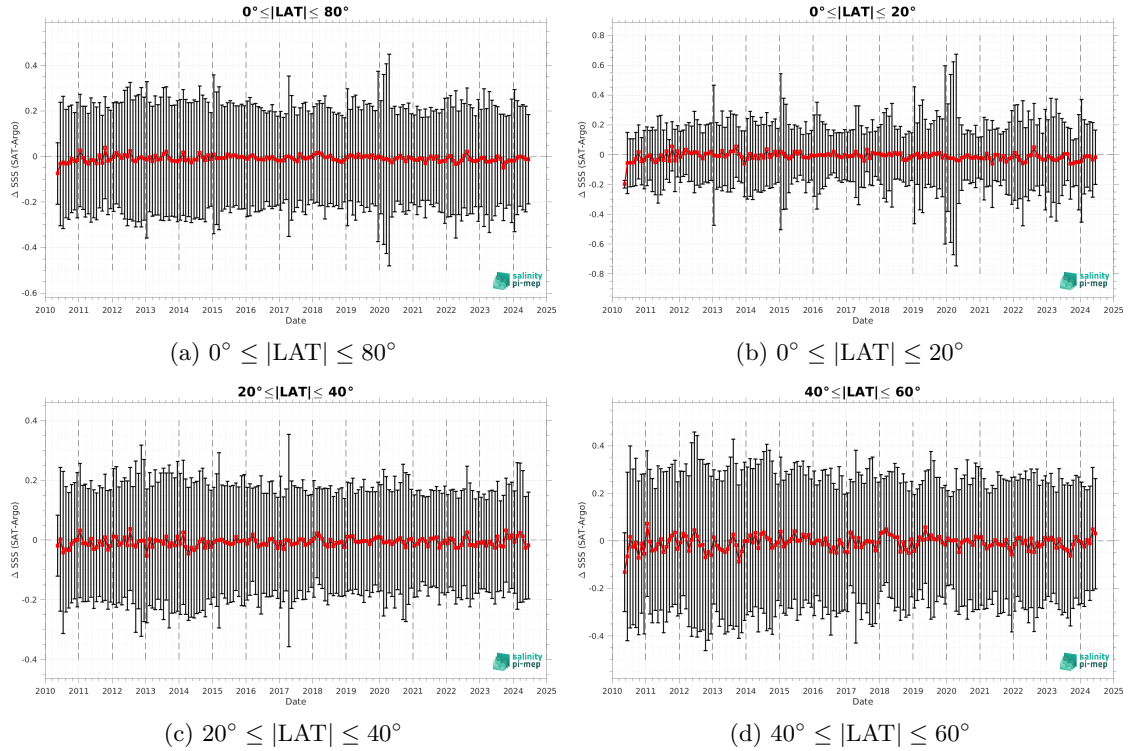 0°≤|LAT|≤ 80°
Δ SSS (SAT-Argo)
0.4
0.2
0
-0.2
-0.4
-0.6
2010 2011 2012 2013 2014 2015 2016 2017 2018 2019 2020 2021 2022 2023 2024 2025
Date
salinity
pi-mep
(a) 0° ≤ |LAT| ≤ 80°
0°≤|LAT|≤ 20°
Δ SSS (SAT-Argo)
0.8
0.6
0.4
0.2
0
-0.2
-0.4
-0.6
-0.8
2010 2011 2012 2013 2014 2015 2016 2017 2018 2019 2020 2021 2022 2023 2024 2025
Date
salinity
pi-mep
(b) 0° ≤ |LAT| ≤ 20°
20°≤|LAT|≤ 40°
Δ SSS (SAT-Argo)
0.4
0.2
0
-0.2
-0.4
2010 2011 2012 2013 2014 2015 2016 2017 2018 2019 2020 2021 2022 2023 2024 2025
Date
salinity
pi-mep
(c) 20° ≤ |LAT| ≤ 40°
40°≤|LAT|≤ 60°
Δ SSS (SAT-Argo)
0.4
0.2
0
-0.2
-0.4
2010 2011 2012 2013 2014 2015 2016 2017 2018 2019 2020 2021 2022 2023 2024 2025
Date
salinity
pi-mep
(d) 40° ≤ |LAT| ≤ 60°